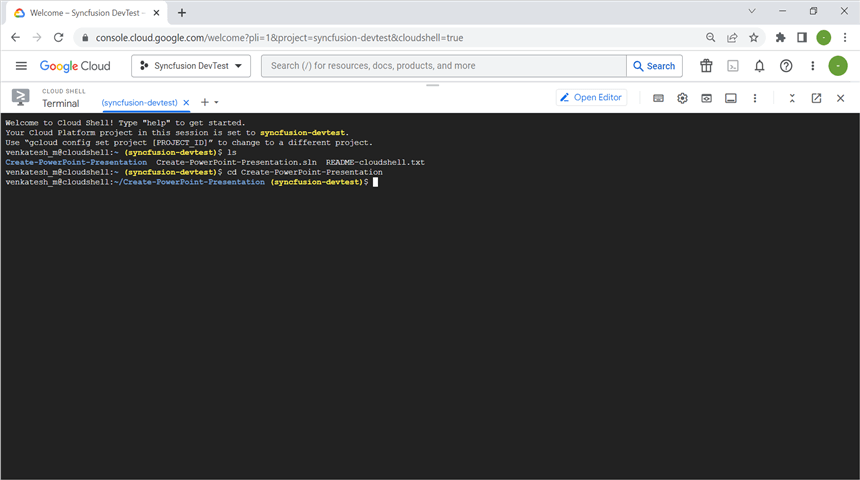 Welcome – Syncfusion DevTest -
console.cloud.google.com/welcome?pli=1&project=syncfusion-devtest&cloudshell=true
Google Cloud
Syncfusion DevTest
Search (/) for resources, docs, products, and more
Search
CLOUD SHELL
Terminal
(syncfusion-devtest)
Open Editor
Welcome to Cloud Shell! Type "help" to get started.
Your Cloud Platform project in this session is set to syncfusion-devtest.
Use “gcloud config set project [PROJECT_ID]” to change to a different project.
venkatesh_m@cloudshell:~ (syncfusion-devtest)$ ls
Create-PowerPoint-Presentation Create-PowerPoint-Presentation.sln README-cloudshell.txt
venkatesh_m@cloudshell:~ (syncfusion-devtest)$ cd Create-PowerPoint-Presentation
venkatesh_m@cloudshell:~/Create-PowerPoint-Presentation (syncfusion-devtest)$